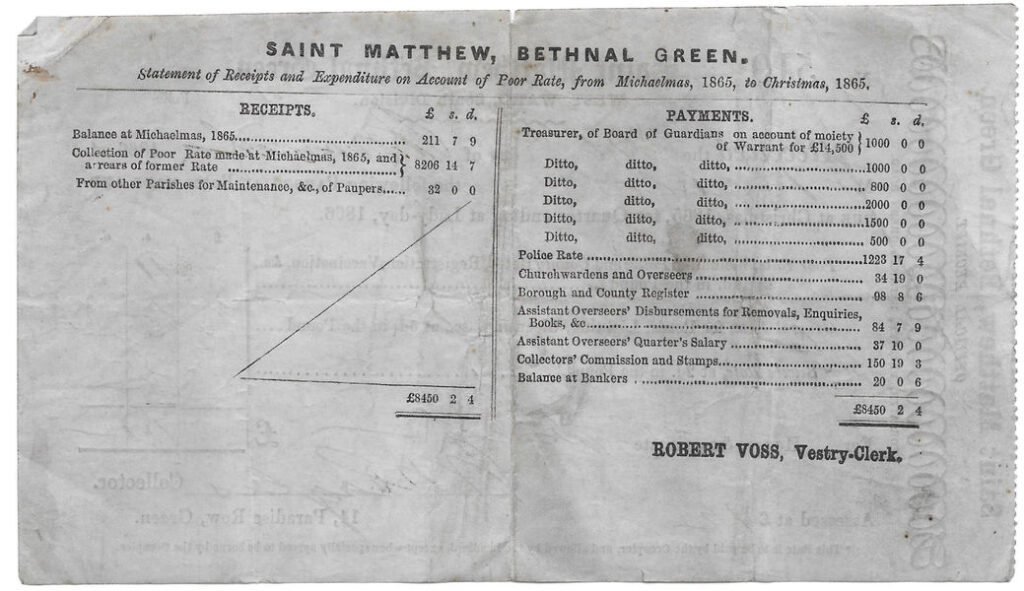 SAINT MATTHEW, BETHNAL GREEN.
Statement of Receipts and Expenditure on Account of Poor Rate, from Michaelmas, 1865, to Christmas, 1865.
RECEIPTS. £ s. d.
Balance at Michaelmas, 1865 211 7 9
Collection of Poor Rate made at Michaelmas, 1865, and
arrears of former Rate 8206 14 7
From other Parishes for Maintenance, &c., of Paupers 32 0 0
£8450 2 4
PAYMENTS. £ s. d.
Treasurer, of Board of Guardians on account of moiety
of Warrant for £14,500 1000 0 0
Ditto, ditto, ditto, 1000 0 0
Ditto, ditto, ditto, 800 0 0
Ditto, ditto, ditto, 2000 0 0
Ditto, ditto, ditto, 1500 0 0
Ditto, ditto, ditto, 500 0 0
Police Rate 1223 17 4
Churchwardens and Overseers 34 19 0
Borough and County Register 98 8 6
Assistant Overseers' Disbursements for Removals, Enquiries,
Books, &c. 84 7 9
Assistant Overseers' Quarter's Salary 37 10 0
Collectors' Commission and Stamps 150 19 3
Balance at Bankers 20 0 6
£8450 2 4
ROBERT VOSS, Vestry-Clerk.